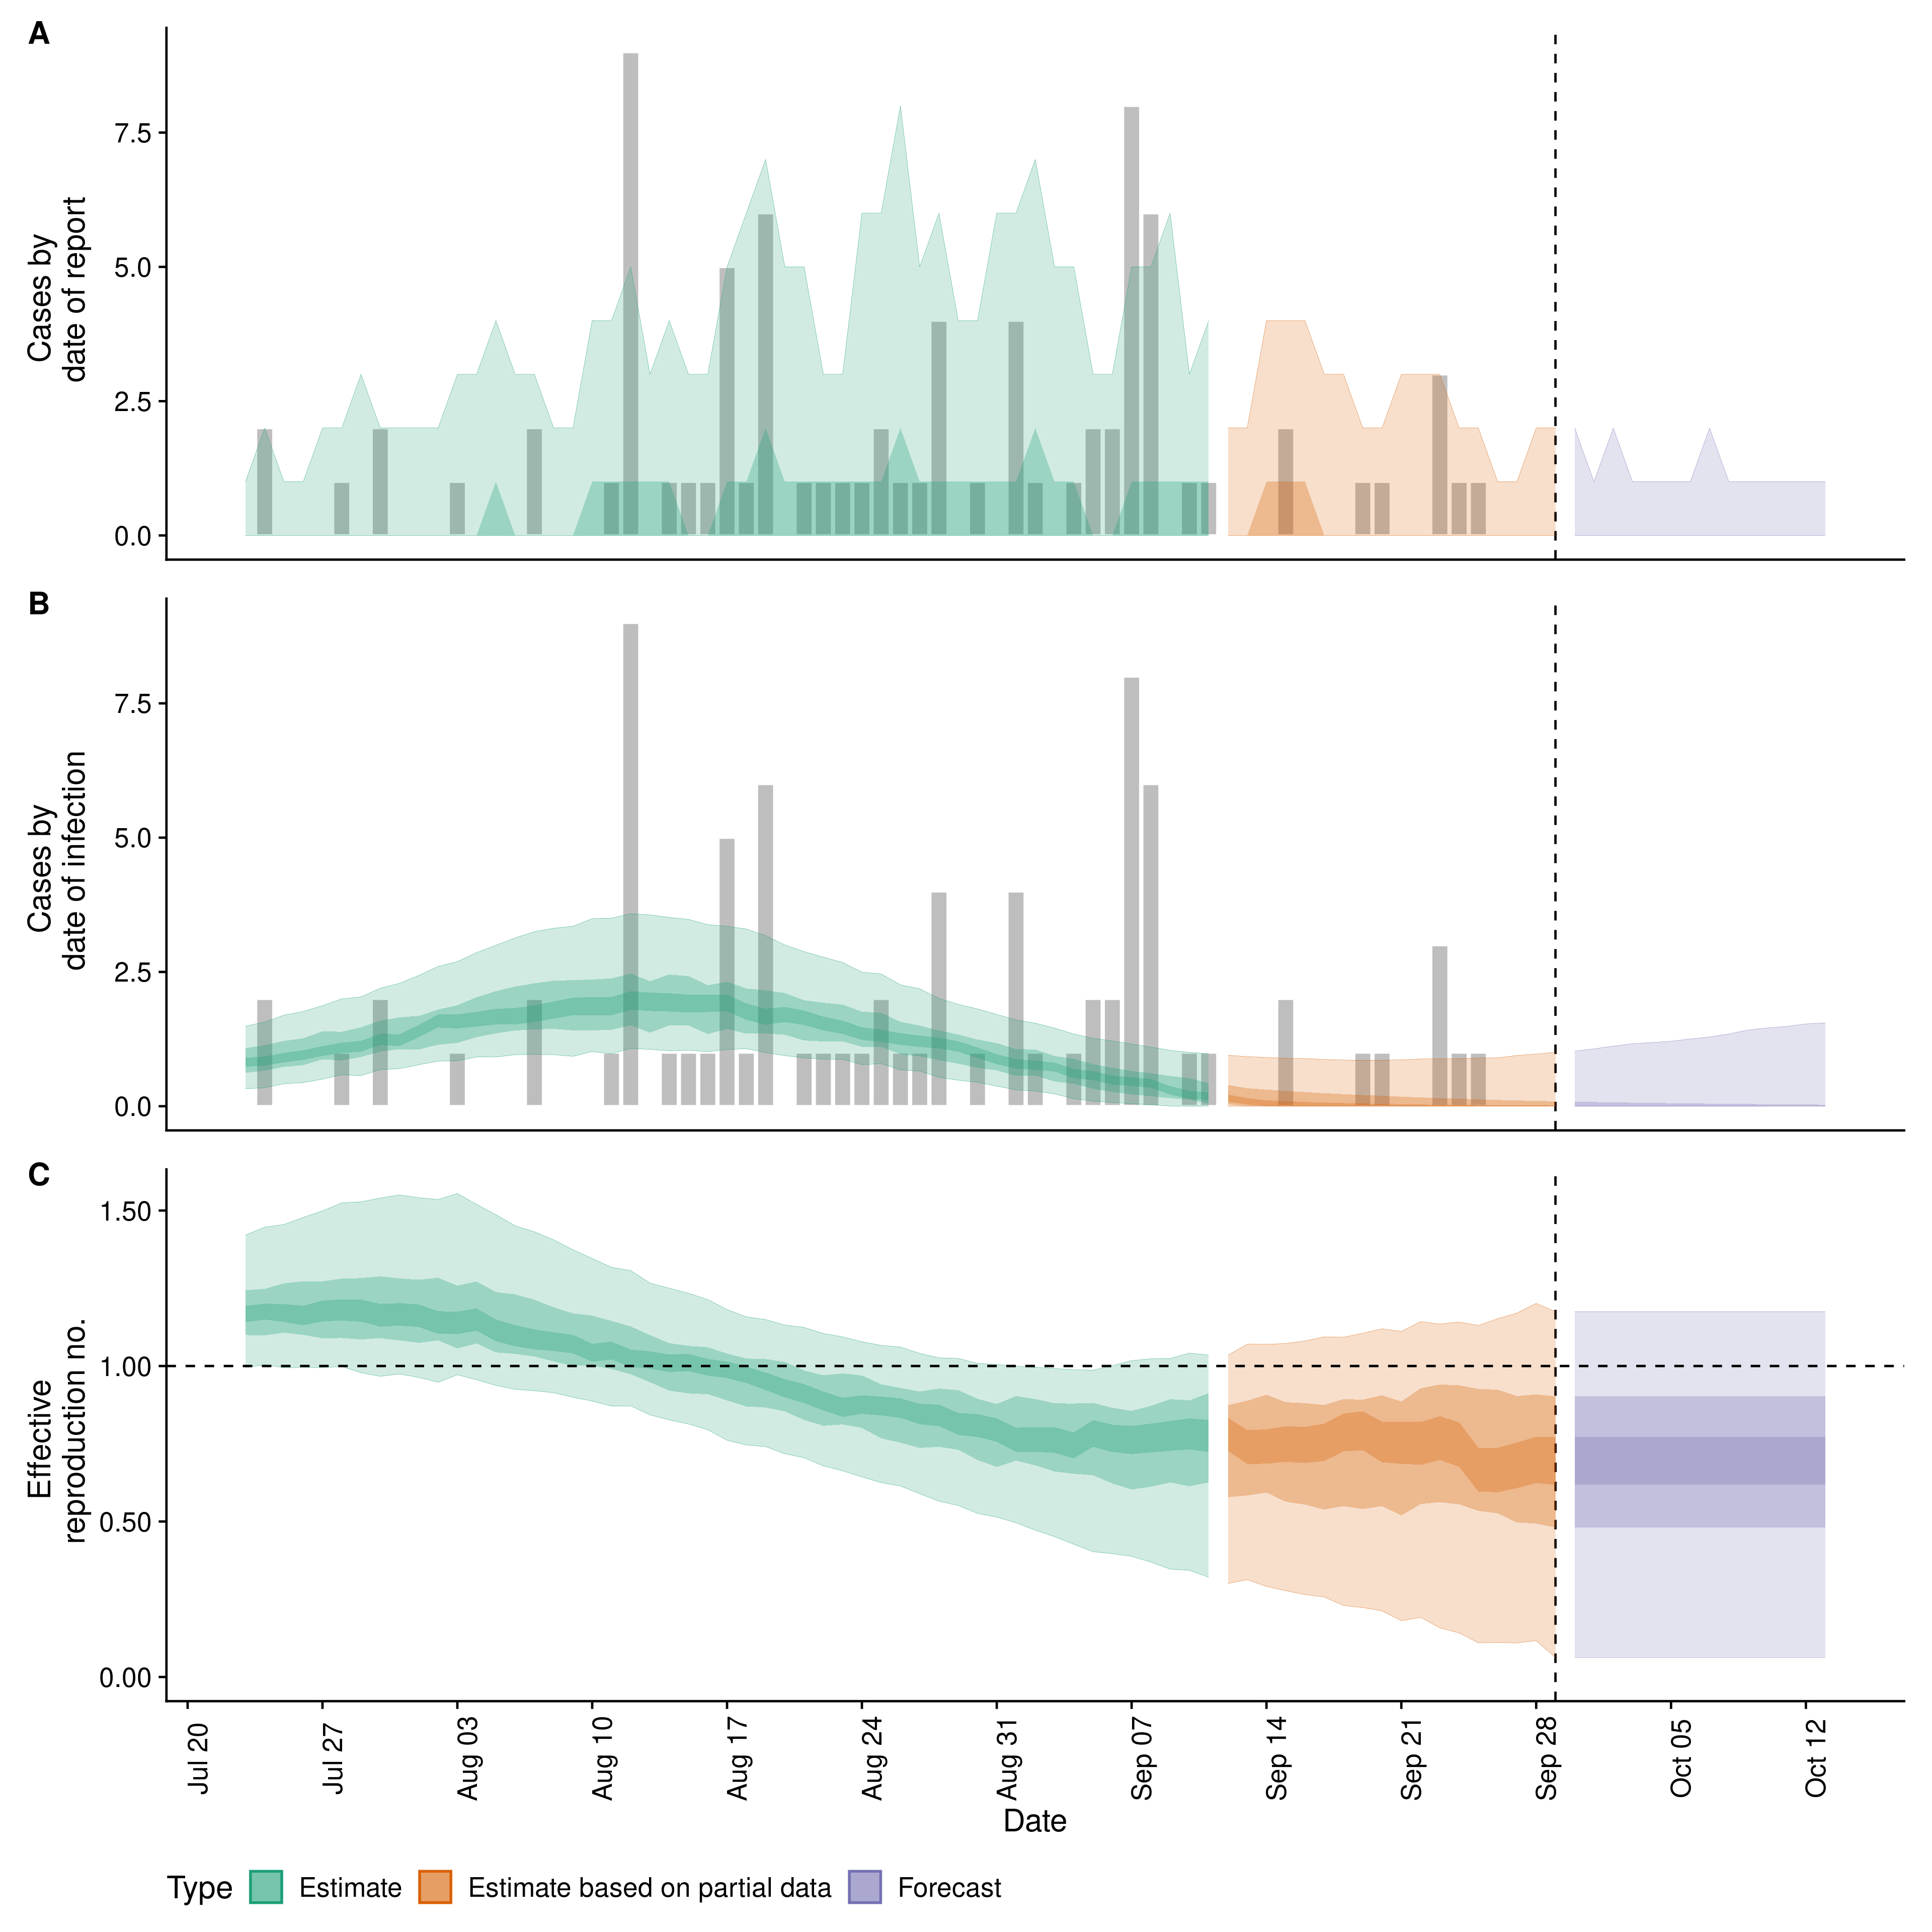 A
Cases by
date of report
7.5
5.0
2.5
0.0
B
Cases by
date of infection
7.5
5.0
2.5
0.0
C
Effective
reproduction no.
1.50
1.00
0.50
0.00
Jul 20
Jul 27
Aug 03
Aug 10
Aug 17
Aug 24
Aug 31
Sep 07
Sep 14
Sep 21
Sep 28
Oct 05
Oct 12
Date
Type Estimate Estimate based on partial data Forecast